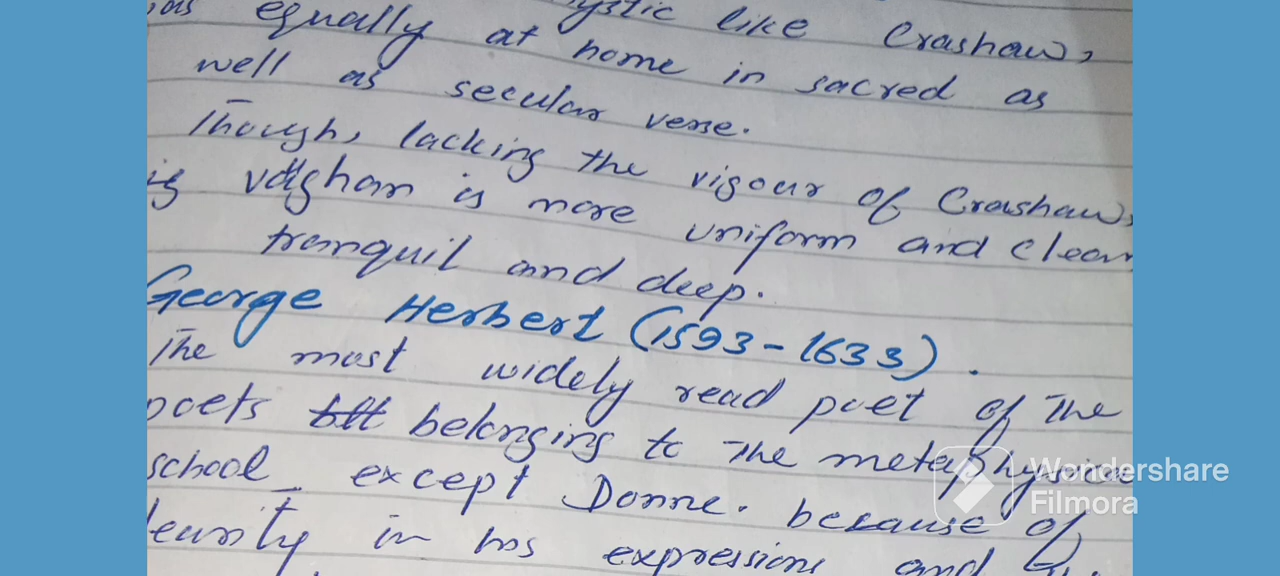 equally at home in sacred as
well as secular verse.
Though, lacking the vigour of Crashaw,
is more uniform and clear
tranquil and deep.
George Herbert (1593-1633).
The most widely read poet of The
poets belonging to The metaphysical
school except Donne. because of
in his expressions and
like Crashaw,
Wondershare
Filmora